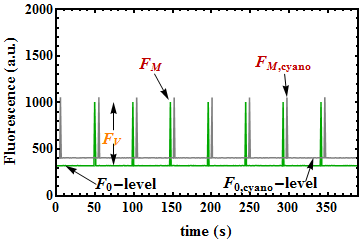 2000
1500
1000
500
0
Fluorescence (a.u.)
F_M
F_M,cyano
F_V
F_0−level
F_0,cyano−level
0 50 100 150 200 250 300 350
time (s)